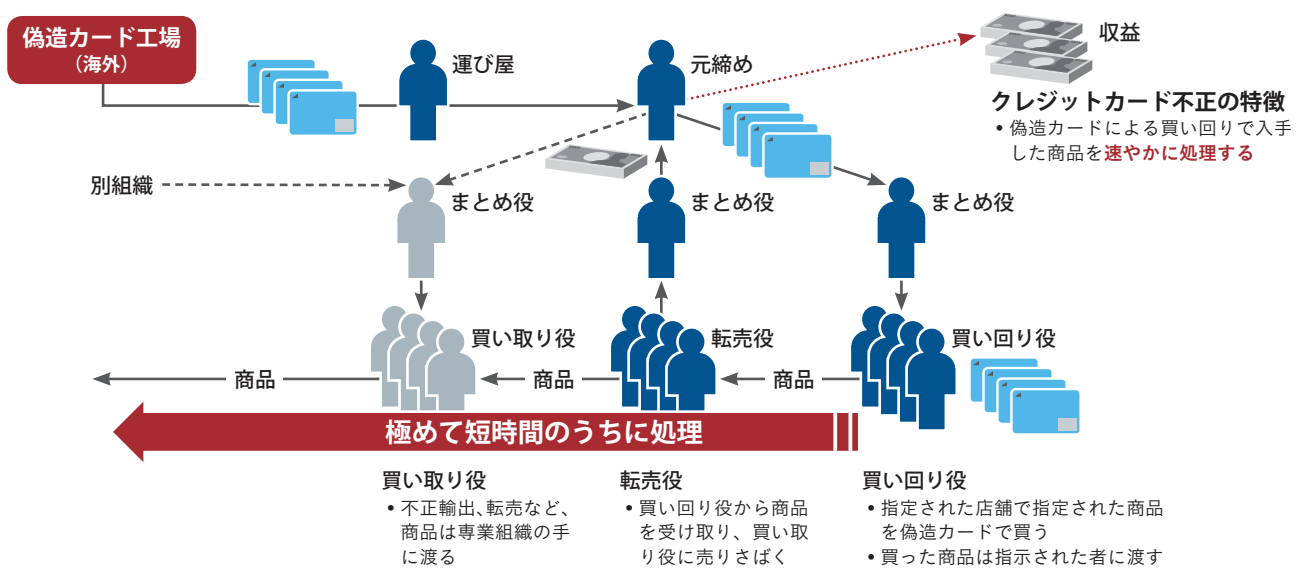 偽造カード工場
（海外）
運び屋
元締め
収益
クレジットカード不正の特徴
• 偽造カードによる買い回りで入手
した商品を速やかに処理する
別組織
まとめ役
まとめ役
まとめ役
買い取り役
転売役
買い回り役
商品
商品
商品
極めて短時間のうちに処理
買い取り役
• 不正輸出、転売など、
商品は専業組織の手
に渡る
転売役
• 買い回り役から商品
を受け取り、買い取
り役に売りさばく
買い回り役
• 指定された店舗で指定された商品
を偽造カードで買う
• 買った商品は指示された者に渡す